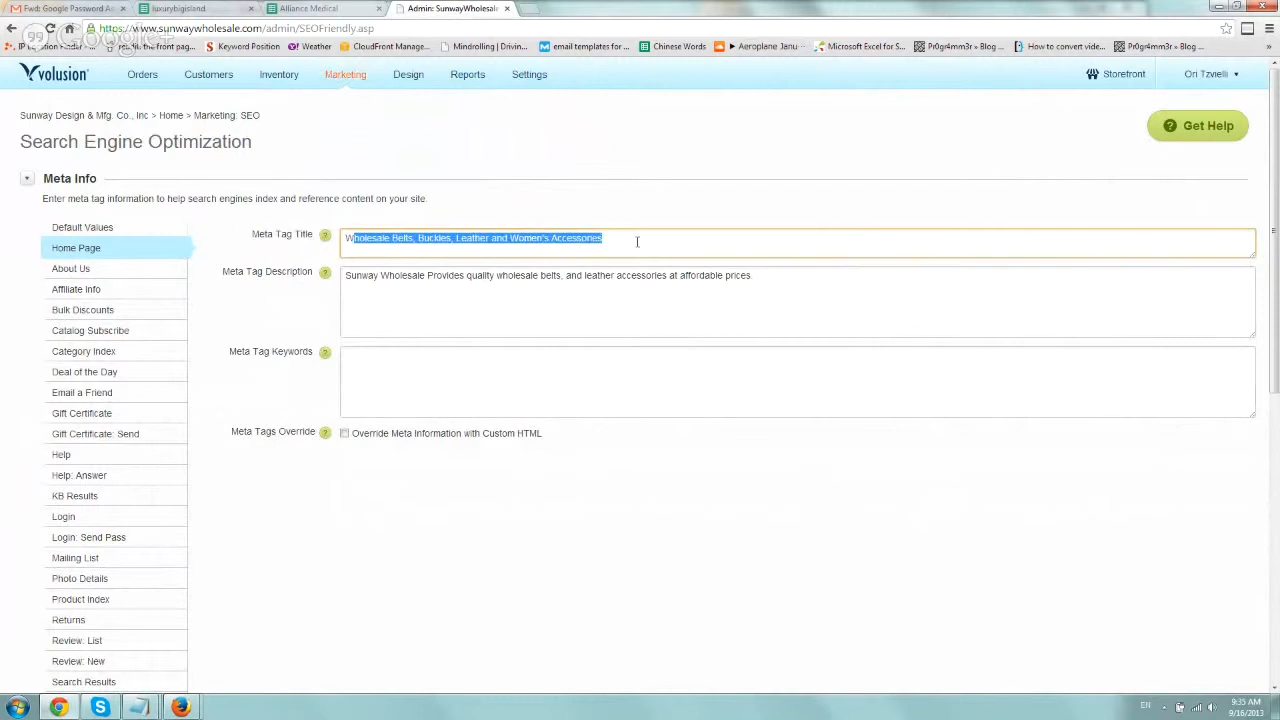 Fwd: Google Password As
luxurybigisland
Alliance Medical
Admin: SunwayWholesale
https://www.sunwaywholesale.com/admin/SEOFriendly.asp
the front pag...
Keyword Position
Weather
CloudFront Manage...
Mindrolling | Drivin...
email templates for ...
Chinese Words
Aeroplane Janu...
Microsoft Excel for S...
Pr0gr4mm3r » Blog ...
How to convert vide...
Pr0gr4mm3r » Blog ...
Volusion
Orders
Customers
Inventory
Marketing
Design
Reports
Settings
Storefront
Ori Tzvieli
Sunway Design & Mfg. Co., Inc > Home > Marketing: SEO
Get Help
Search Engine Optimization
Meta Info
Enter meta tag information to help search engines index and reference content on your site.
Default Values
Home Page
About Us
Affiliate Info
Bulk Discounts
Catalog Subscribe
Category Index
Deal of the Day
Email a Friend
Gift Certificate
Gift Certificate: Send
Help
Help: Answer
KB Results
Login
Login: Send Pass
Mailing List
Photo Details
Product Index
Returns
Review: List
Review: New
Search Results
Meta Tag Title
Wholesale Belts, Buckles, Leather and Women's Accessories
Meta Tag Description
Sunway Wholesale Provides quality wholesale belts, and leather accessories at affordable prices.
Meta Tag Keywords
Meta Tags Override
Override Meta Information with Custom HTML
EN
9:35 AM
9/16/2013